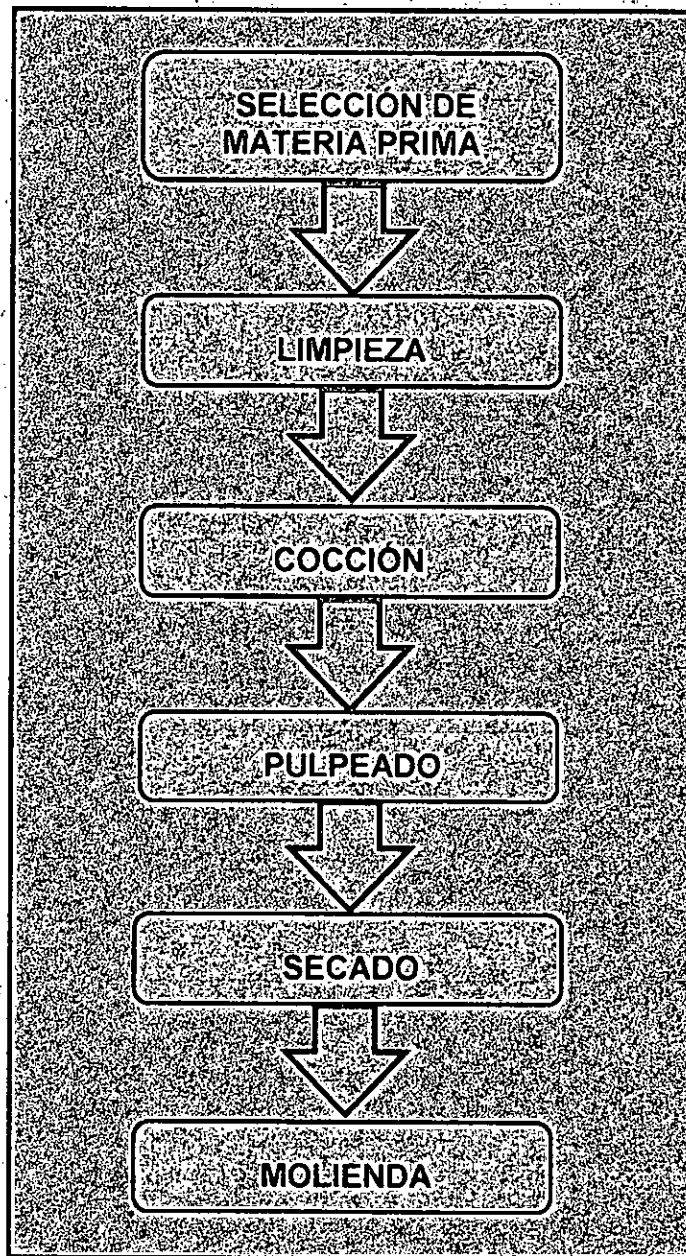 SELECCIÓN DE
MATERIA PRIMA
LIMPIEZA
COCCIÓN
PULPEADO
SECADO
MOLIENDA